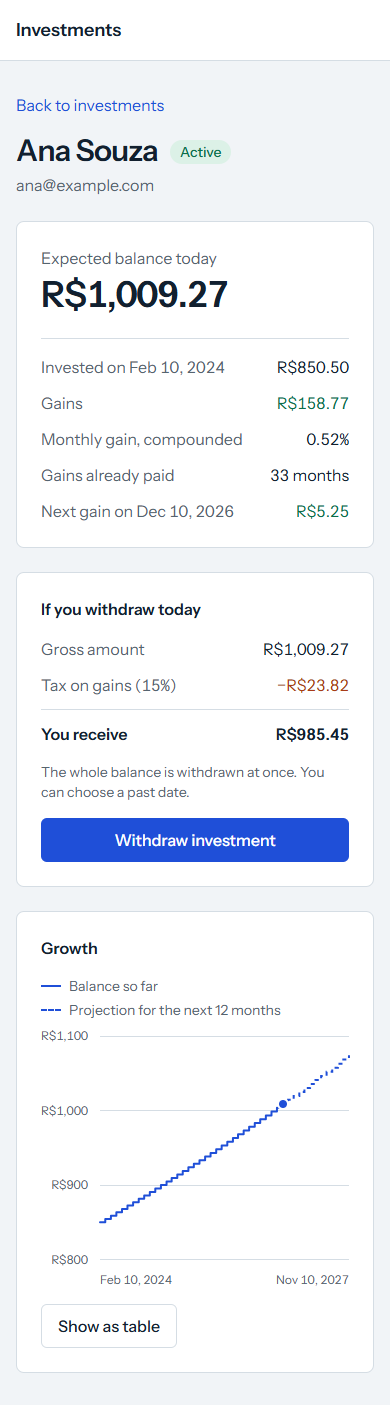 Investments
Back to investments
Ana Souza Active
ana@example.com
Expected balance today
R$1,009.27
Invested on Feb 10, 2024 R$850.50
Gains R$158.77
Monthly gain, compounded 0.52%
Gains already paid 33 months
Next gain on Dec 10, 2026 R$5.25
If you withdraw today
Gross amount R$1,009.27
Tax on gains (15%) −R$23.82
You receive R$985.45
The whole balance is withdrawn at once. You
can choose a past date.
Withdraw investment
Growth
Balance so far
Projection for the next 12 months
R$1,100
R$1,000
R$900
R$800
Feb 10, 2024 Nov 10, 2027
Show as table